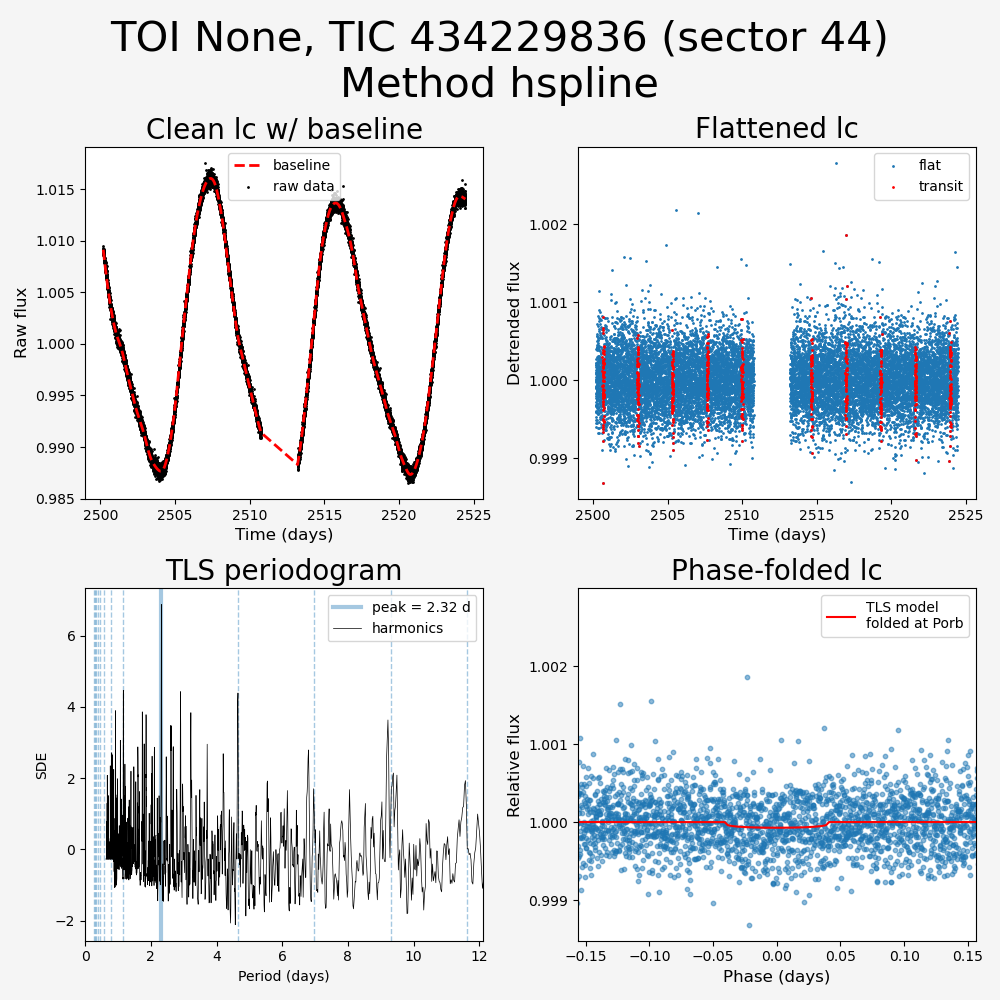 TOI None, TIC 434229836 (sector 44)
Method hspline
Clean lc w/ baseline
baseline
raw data
1.015
1.010
1.005
1.000
0.995
0.990
0.985
Raw flux
2500
2505
2510
2515
2520
2525
Time (days)
Flattened lc
flat
transit
1.002
1.001
1.000
0.999
Detrended flux
2500
2505
2510
2515
2520
2525
Time (days)
TLS periodogram
peak = 2.32 d
harmonics
6
4
2
0
−2
SDE
0
2
4
6
8
10
12
Period (days)
Phase-folded lc
TLS model
folded at Porb
1.002
1.001
1.000
0.999
Relative flux
−0.15
−0.10
−0.05
0.00
0.05
0.10
0.15
Phase (days)